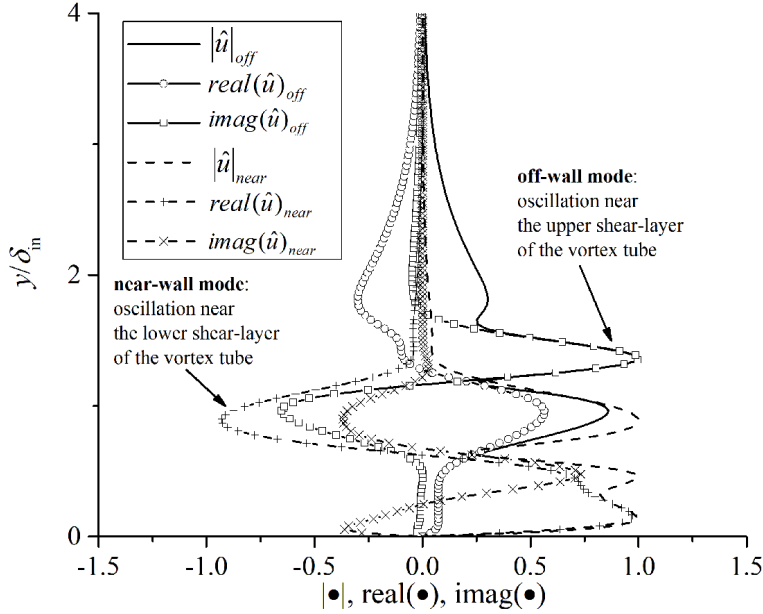 4
2
0
y/δin
|û|off
real(û)off
imag(û)off
|û|near
real(û)near
imag(û)near
off-wall mode:
oscillation near
the upper shear-layer
of the vortex tube
near-wall mode:
oscillation near
the lower shear-layer
of the vortex tube
-1.5 -1.0 -0.5 0.0 0.5 1.0 1.5
|●|, real(●), imag(●)